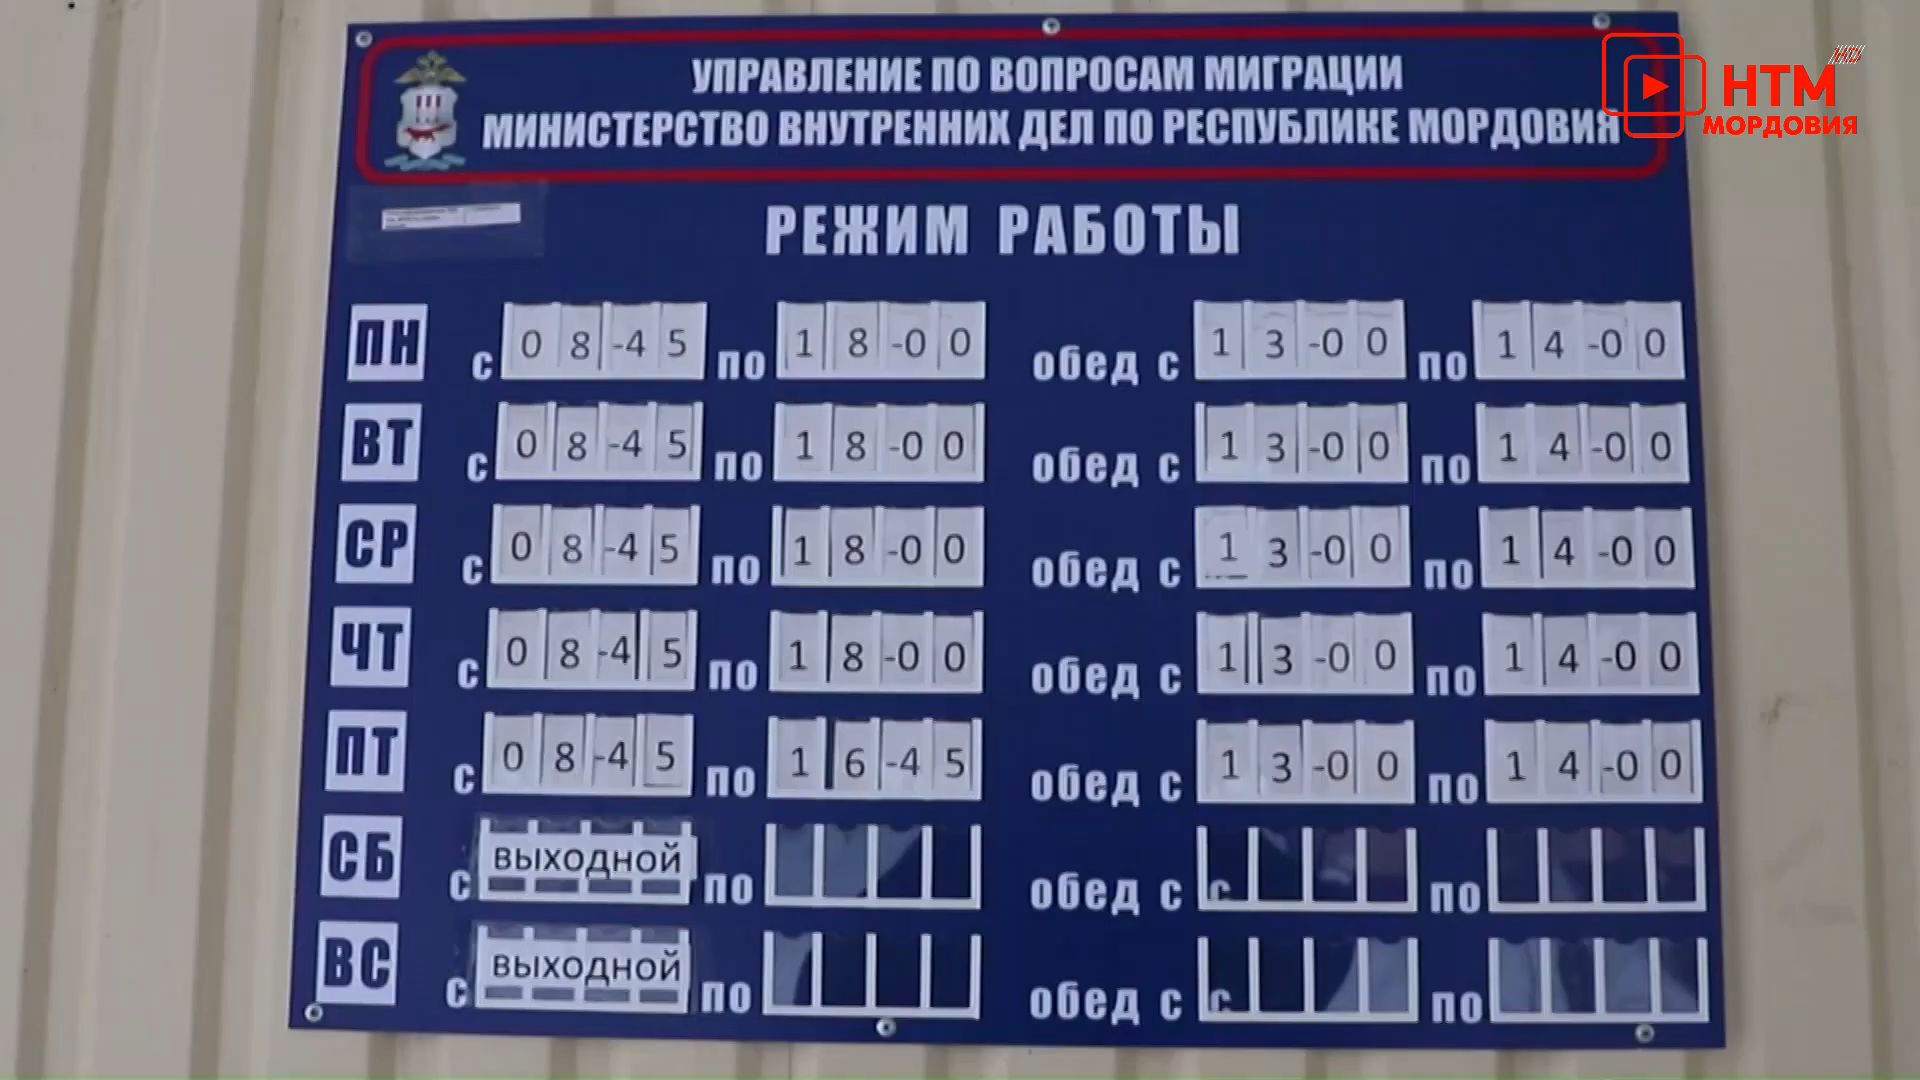 УПРАВЛЕНИЕ ПО ВОПРОСАМ МИГРАЦИИ
МИНИСТЕРСТВО ВНУТРЕННИХ ДЕЛ ПО РЕСПУБЛИКЕ МОРДОВИЯ
НТМ HD
МОРДОВИЯ
РЕЖИМ РАБОТЫ
ПН с 08-45 по 18-00 обед с 13-00 по 14-00
ВТ с 08-45 по 18-00 обед с 13-00 по 14-00
СР с 08-45 по 18-00 обед с 13-00 по 14-00
ЧТ с 08-45 по 18-00 обед с 13-00 по 14-00
ПТ с 08-45 по 16-45 обед с 13-00 по 14-00
СБ с выходной по обед с с по
ВС с выходной по обед с с по